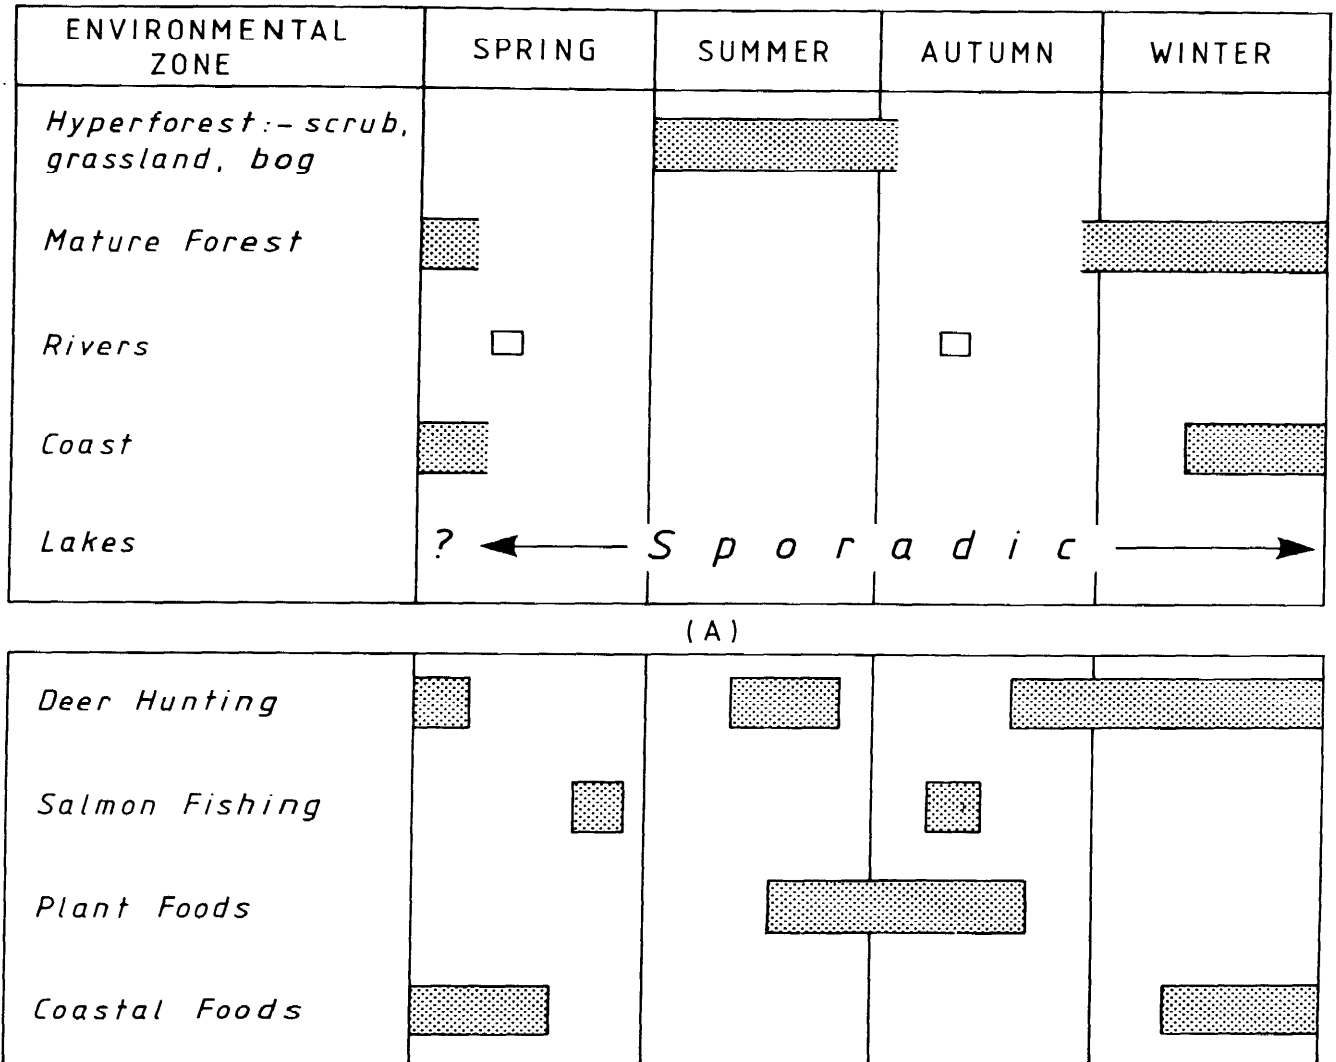 ENVIRONMENTAL
ZONE
SPRING
SUMMER
AUTUMN
WINTER
Hyperforest:- scrub,
grassland, bog
Mature Forest
Rivers
Coast
Lakes
? Sporadic
(A)
Deer Hunting
Salmon Fishing
Plant Foods
Coastal Foods